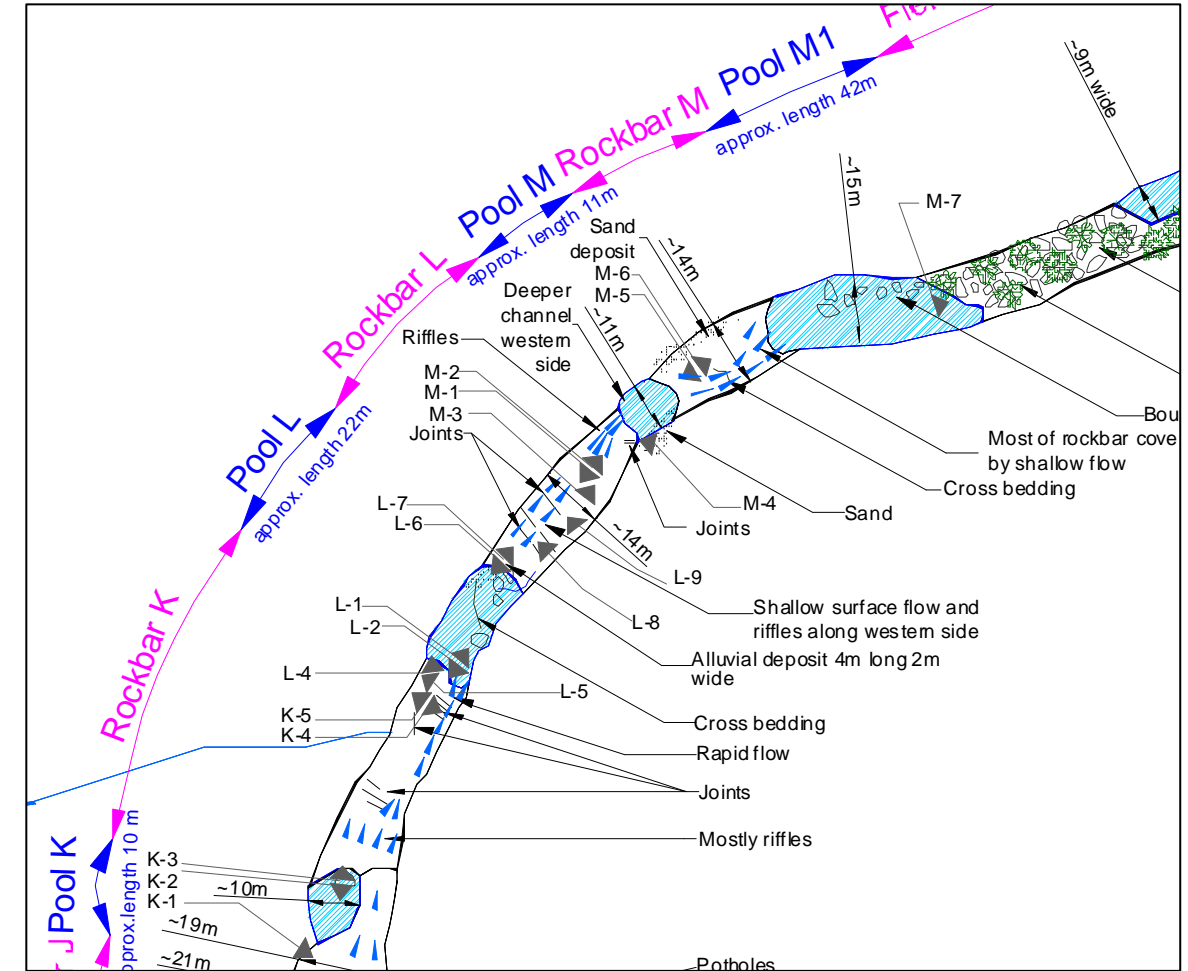 Pool M1
approx. length 42m
Rockbar M
Pool M
approx. length 11m
Rockbar L
Pool L
approx. length 22m
Rockbar K
Pool K
approx. length 10 m
J
~9m wide
~15m
M-7
Sand
deposit
~14m
M-6
M-5
Deeper
channel
western
side
~11m
Riffles
M-2
M-1
M-3
Joints
Most of rockbar
by shallow flow
Cross bedding
M-4
Sand
Joints
L-7
L-6
~14m
L-9
L-8
Shallow surface flow and
riffles along western side
L-1
L-2
Alluvial deposit 4m long 2m
wide
L-4
L-5
Cross bedding
K-5
K-4
Rapid flow
Joints
Mostly riffles
K-3
K-2
K-1
~10m
~19m
~21m
Potholes